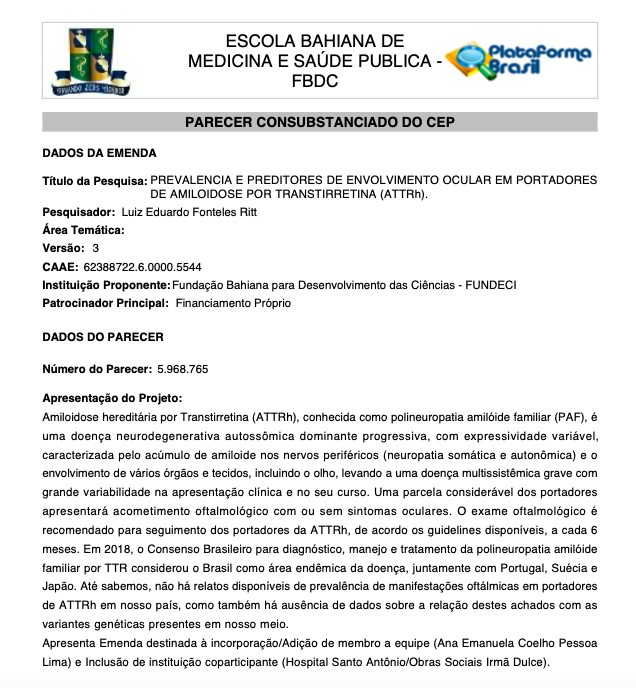 ESCOLA BAHIANA DE
MEDICINA E SAÚDE PUBLICA -
FBDC
Plataforma
Brasil
PARECER CONSUBSTANCIADO DO CEP
DADOS DA EMENDA
Título da Pesquisa: PREVALENCIA E PREDITORES DE ENVOLVIMENTO OCULAR EM PORTADORES
DE AMILOIDOSE POR TRANSTIRRETINA (ATTRh).
Pesquisador: Luiz Eduardo Fonteles Ritt
Área Temática:
Versão: 3
CAAE: 62388722.6.0000.5544
Instituição Proponente: Fundação Bahiana para Desenvolvimento das Ciências - FUNDECI
Patrocinador Principal: Financiamento Próprio
DADOS DO PARECER
Número do Parecer: 5.968.765
Apresentação do Projeto:
Amiloidose hereditária por Transtirretina (ATTRh), conhecida como polineuropatia amilóide familiar (PAF), é
uma doença neurodegenerativa autossômica dominante progressiva, com expressividade variável,
caracterizada pelo acúmulo de amiloide nos nervos periféricos (neuropatia somática e autonômica) e o
envolvimento de vários órgãos e tecidos, incluindo o olho, levando a uma doença multissistêmica grave com
grande variabilidade na apresentação clínica e no seu curso. Uma parcela considerável dos portadores
apresentará acometimento oftalmológico com ou sem sintomas oculares. O exame oftalmológico é
recomendado para seguimento dos portadores da ATTRh, de acordo os guidelines disponíveis, a cada 6
meses. Em 2018, o Consenso Brasileiro para diagnóstico, manejo e tratamento da polineuropatia amilóide
familiar por TTR considerou o Brasil como área endêmica da doença, juntamente com Portugal, Suécia e
Japão. Até sabemos, não há relatos disponíveis de prevalência de manifestações oftálmicas em portadores
de ATTRh em nosso país, como também há ausência de dados sobre a relação destes achados com as
variantes genéticas presentes em nosso meio.
Apresenta Emenda destinada à incorporação/Adição de membro a equipe (Ana Emanuela Coelho Pessoa
Lima) e Inclusão de instituição coparticipante (Hospital Santo Antônio/Obras Sociais Irmã Dulce).